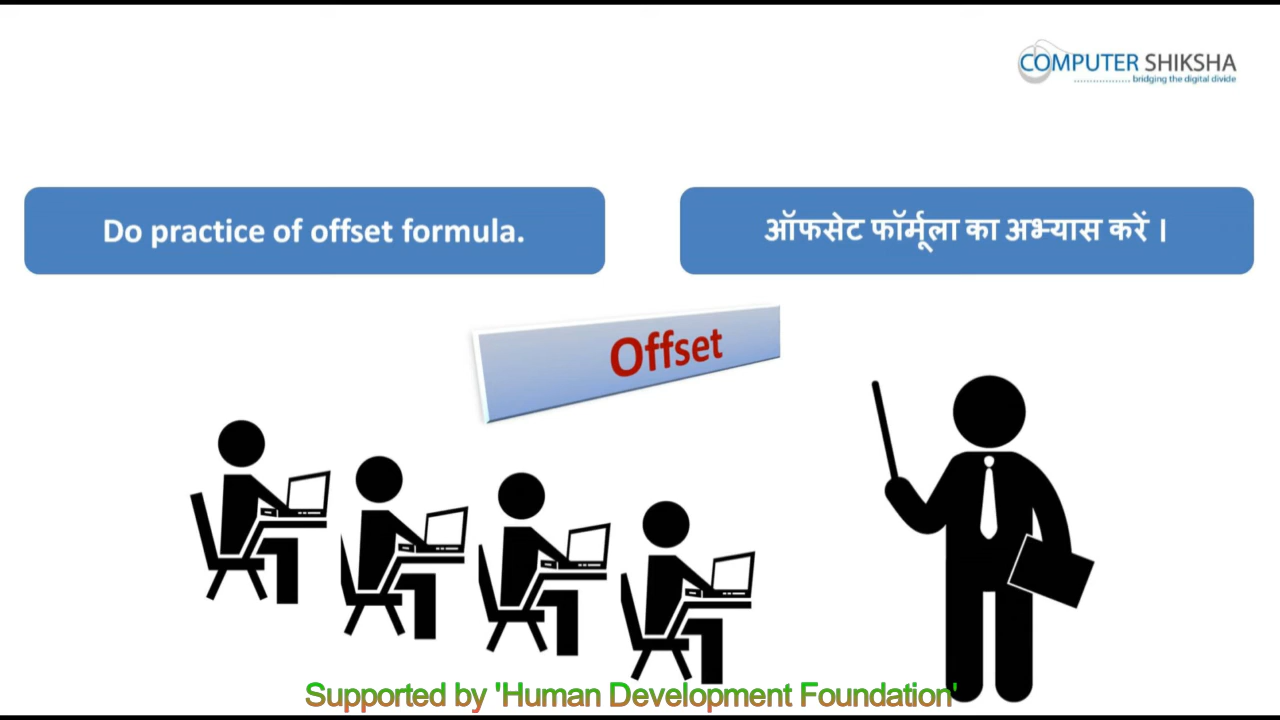 COMPUTER SHIKSHA
bridging the digital divide
Do practice of offset formula.
ऑफसेट फॉर्मूला का अभ्यास करें ।
Offset
Supported by 'Human Development Foundation'